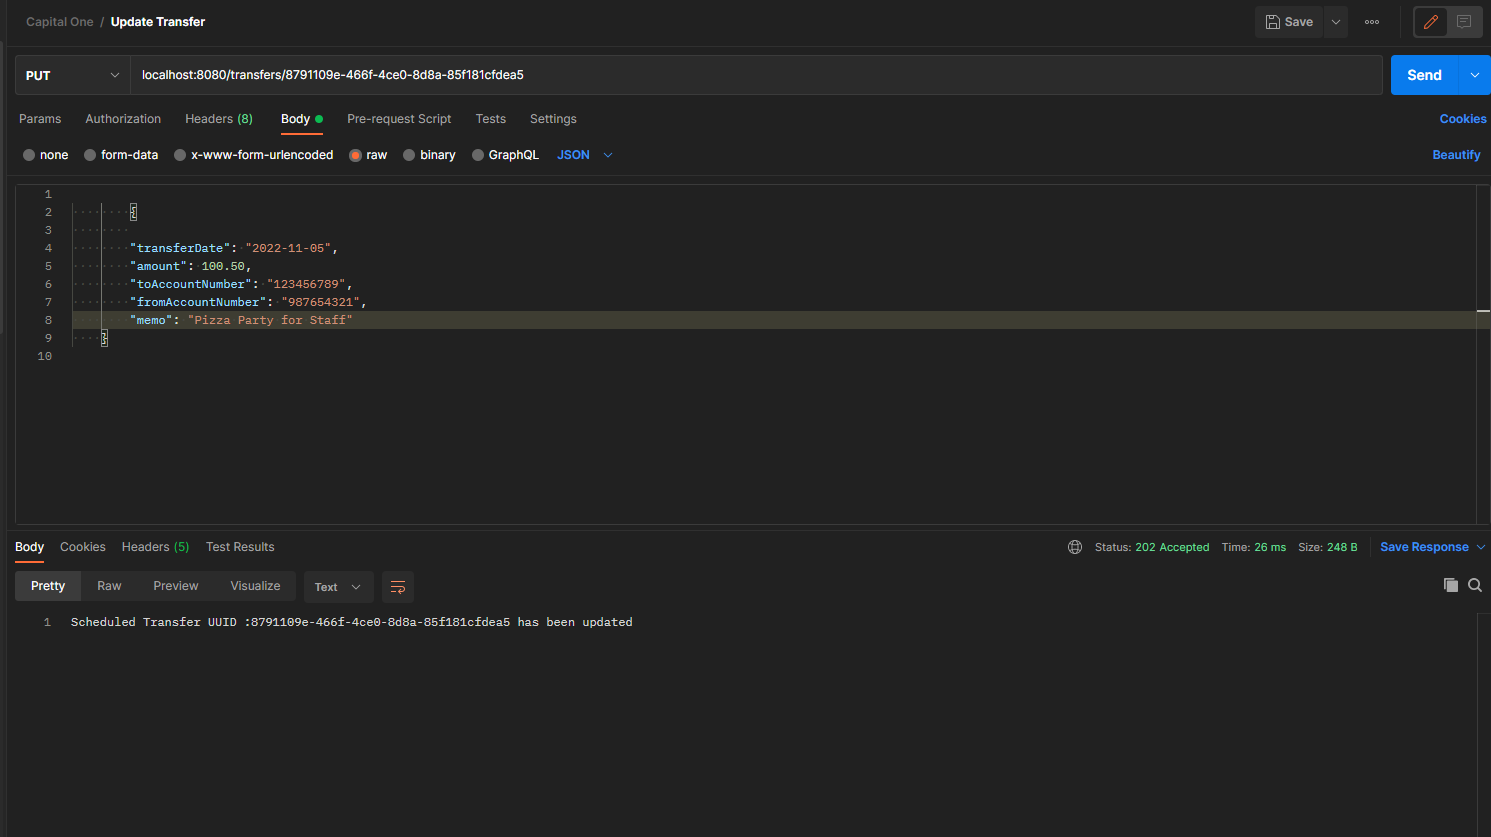 Capital One / Update Transfer
Save
PUT
localhost:8080/transfers/8791109e-466f-4ce0-8d8a-85f181cfdea5
Send
Params Authorization Headers (8) Body Pre-request Script Tests Settings Cookies
none form-data x-www-form-urlencoded raw binary GraphQL JSON Beautify
1
2 {
3
4 "transferDate": "2022-11-05",
5 "amount": 100.50,
6 "toAccountNumber": "123456789",
7 "fromAccountNumber": "987654321",
8 "memo": "Pizza Party for Staff"
9 }
10
Body Cookies Headers (5) Test Results Status: 202 Accepted Time: 26 ms Size: 248 B Save Response
Pretty Raw Preview Visualize Text
1 Scheduled Transfer UUID :8791109e-466f-4ce0-8d8a-85f181cfdea5 has been updated